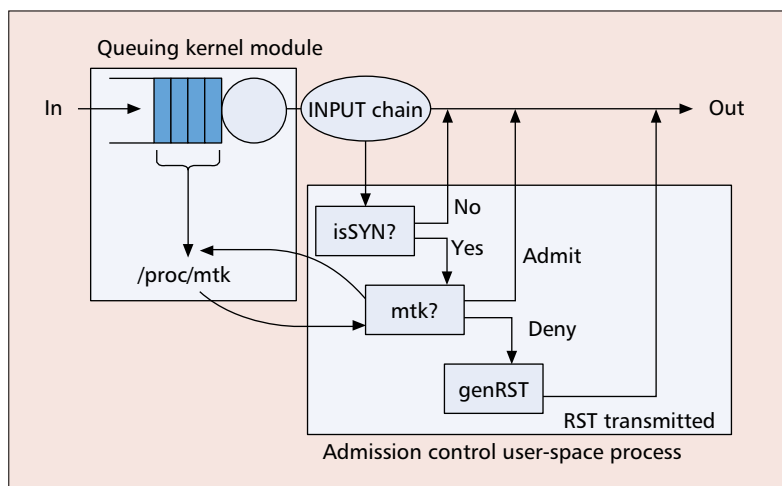 Queuing kernel module
In
INPUT chain
Out
isSYN?
No
Yes
/proc/mtk
mtk?
Admit
Deny
genRST
RST transmitted
Admission control user-space process